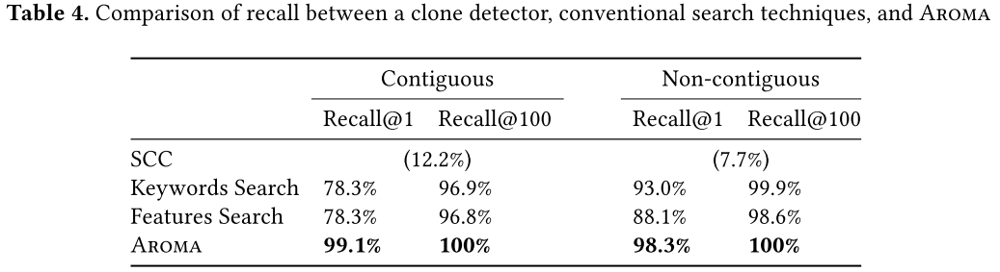 Table 4. Comparison of recall between a clone detector, conventional search techniques, and AROMA
Contiguous Non-contiguous
Recall@1 Recall@100 Recall@1 Recall@100
SCC (12.2%) (7.7%)
Keywords Search 78.3% 96.9% 93.0% 99.9%
Features Search 78.3% 96.8% 88.1% 98.6%
AROMA 99.1% 100% 98.3% 100%